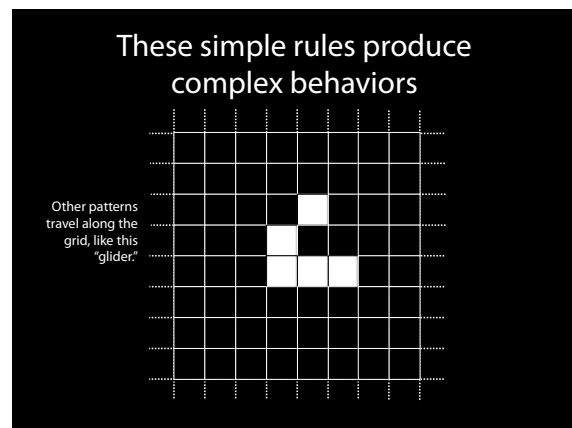 These simple rules produce
complex behaviors
Other patterns
travel along the
grid, like this
“glider.”